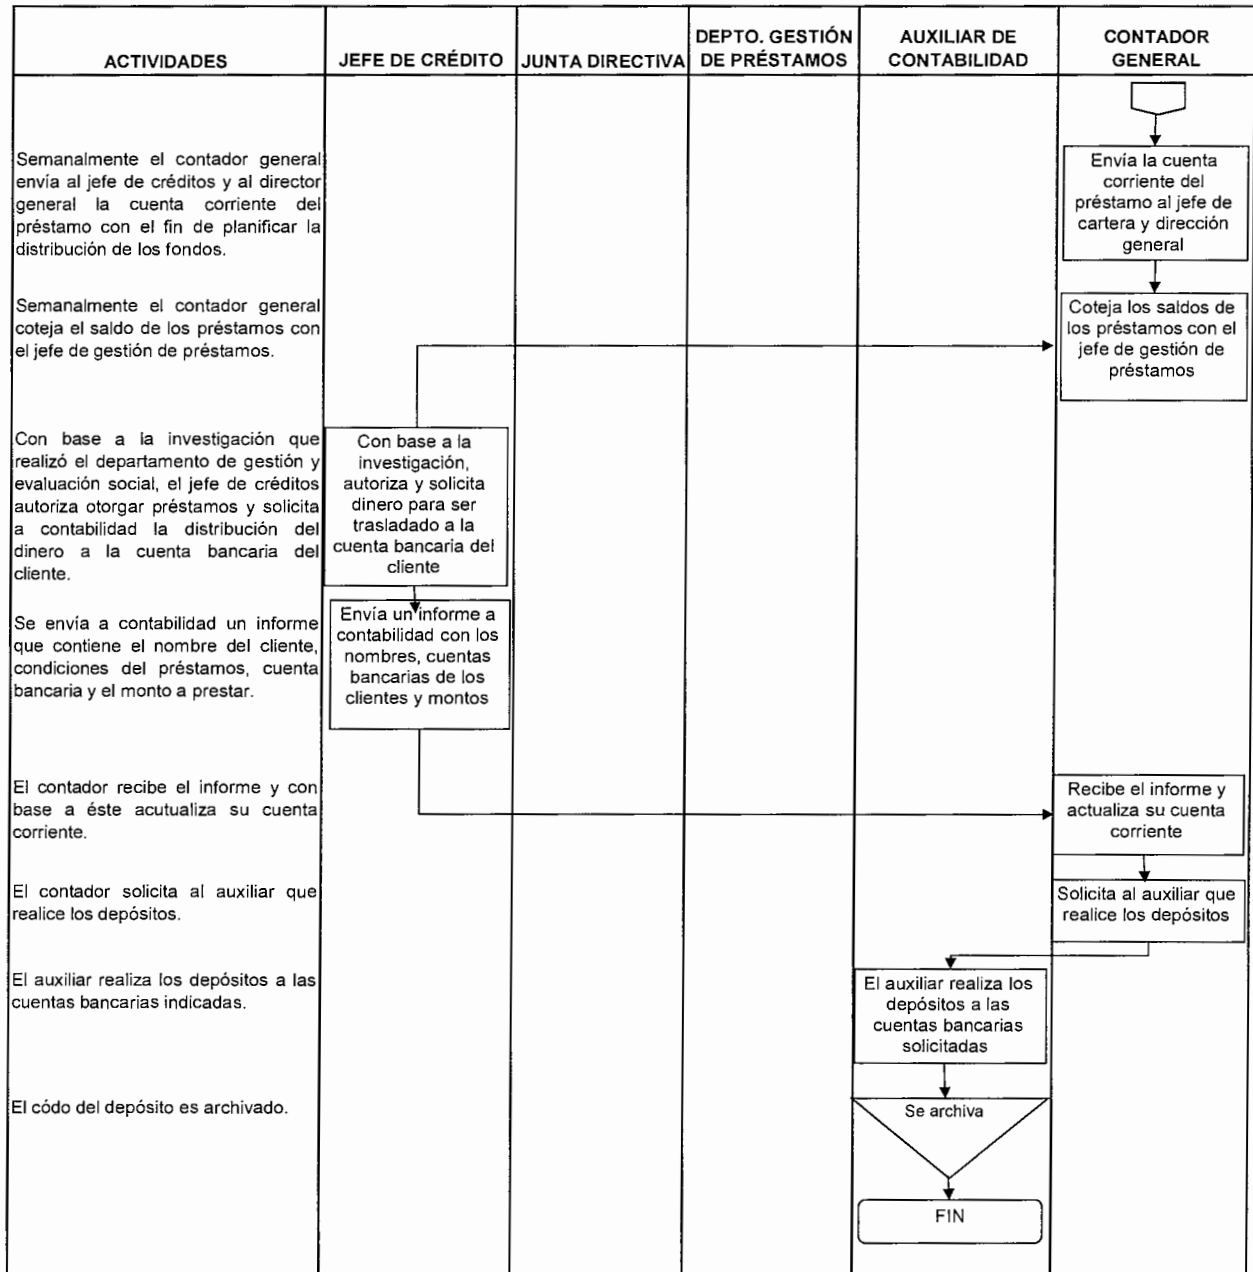 ACTIVIDADES
JEFE DE CRÉDITO
JUNTA DIRECTIVA
DEPTO. GESTIÓN
DE PRÉSTAMOS
AUXILIAR DE
CONTABILIDAD
CONTADOR
GENERAL
Semanalmente el contador general
envía al jefe de créditos y al director
general la cuenta corriente del
préstamo con el fin de planificar la
distribución de los fondos.
Envía la cuenta
corriente del
préstamo al jefe de
cartera y dirección
general
Semanalmente el contador general
coteja el saldo de los préstamos con
el jefe de gestión de préstamos.
Coteja los saldos de
los préstamos con el
jefe de gestión de
préstamos
Con base a la investigación que
realizó el departamento de gestión y
evaluación social, el jefe de créditos
autoriza otorgar préstamos y solicita
a contabilidad la distribución del
dinero a la cuenta bancaria del
cliente.
Con base a la
investigación,
autoriza y solicita
dinero para ser
trasladado a la
cuenta bancaria del
cliente
Se envía a contabilidad un informe
que contiene el nombre del cliente,
condiciones del préstamos, cuenta
bancaria y el monto a prestar.
Envía un informe a
contabilidad con los
nombres, cuentas
bancarias de los
clientes y montos
El contador recibe el informe y con
base a éste acutualiza su cuenta
corriente.
Recibe el informe y
actualiza su cuenta
corriente
El contador solicita al auxiliar que
realice los depósitos.
Solicita al auxiliar que
realice los depósitos
El auxiliar realiza los depósitos a las
cuentas bancarias indicadas.
El auxiliar realiza los
depósitos a las
cuentas bancarias
solicitadas
El códo del depósito es archivado.
Se archiva
FIN